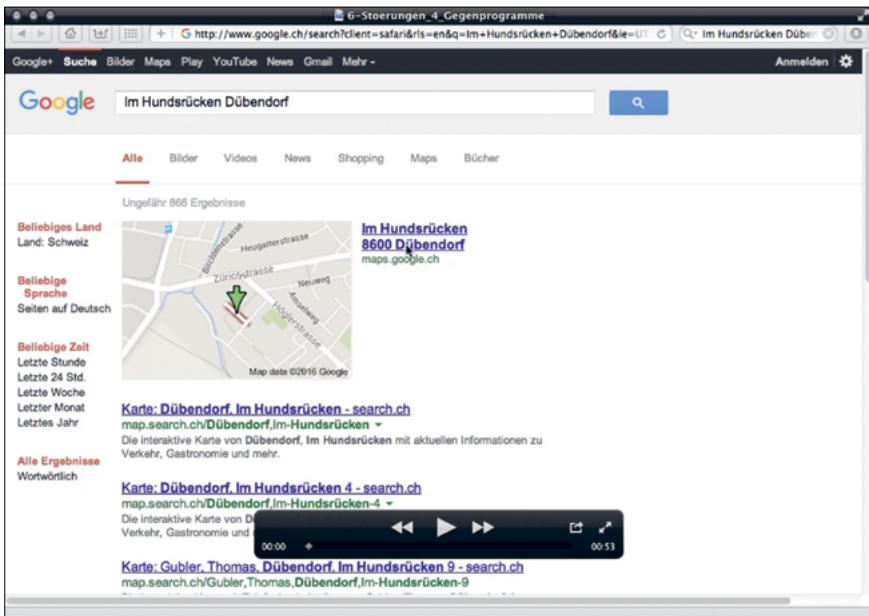 6-Stoerungen_4_Gegenprogramme
http://www.google.ch/search?client=safari&rls=en&q=Im+Hundsrücken+Dübendorf&ie=UT
Im Hundsrücken Düben
Google+ Suche Bilder Maps Play YouTube News Gmail Mehr
Anmelden
Google
Im Hundsrücken Dübendorf
Alle Bilder Videos News Shopping Maps Bücher
Ungefähr 866 Ergebnisse
Beliebiges Land
Land: Schweiz
Beliebige
Sprache
Seiten auf Deutsch
Beliebige Zeit
Letzte Stunde
Letzte 24 Std.
Letzte Woche
Letzter Monat
Letztes Jahr
Alle Ergebnisse
Wortwörtlich
Birchlenstrasse
Heugatterstrasse
Zürichstrasse
Neuweg
Amselweg
Höglerstrasse
Map data ©2016 Google
Im Hundsrücken
8600 Dübendorf
maps.google.ch
Karte: Dübendorf, Im Hundsrücken - search.ch
map.search.ch/Dübendorf,Im-Hundsrücken
Die interaktive Karte von Dübendorf, Im Hundsrücken mit aktuellen Informationen zu
Verkehr, Gastronomie und mehr.
Karte: Dübendorf, Im Hundsrücken 4 - search.ch
map.search.ch/Dübendorf,Im-Hundsrücken-4
Die interaktive Karte von
Verkehr, Gastronomie und
00:00
00:53
Karte: Gubler, Thomas, Dübendorf, Im Hundsrücken 9 - search.ch
map.search.ch/Gubler,Thomas,Dübendorf,Im-Hundsrücken-9